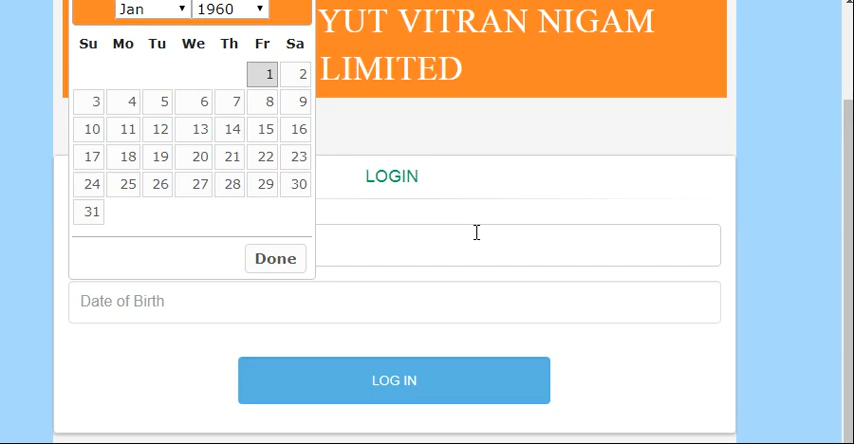 Jan 1960
YUT VITRAN NIGAM
LIMITED
Su Mo Tu We Th Fr Sa
1 2
3 4 5 6 7 8 9
10 11 12 13 14 15 16
17 18 19 20 21 22 23
24 25 26 27 28 29 30
31
Done
LOGIN
Date of Birth
LOG IN